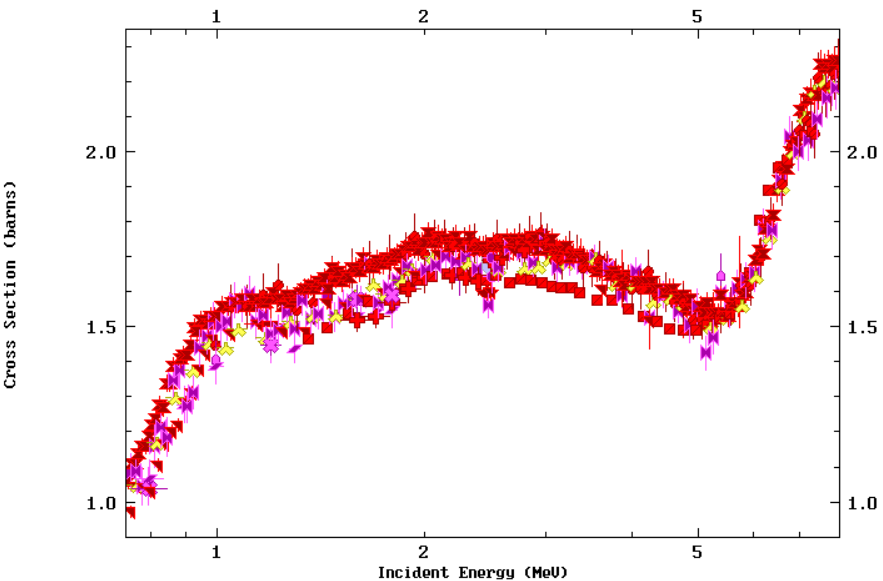 1 2 5
2.0 2.0
1.5 1.5
1.0 1.0
Cross Section (barns)
1 2 5
Incident Energy (MeV)